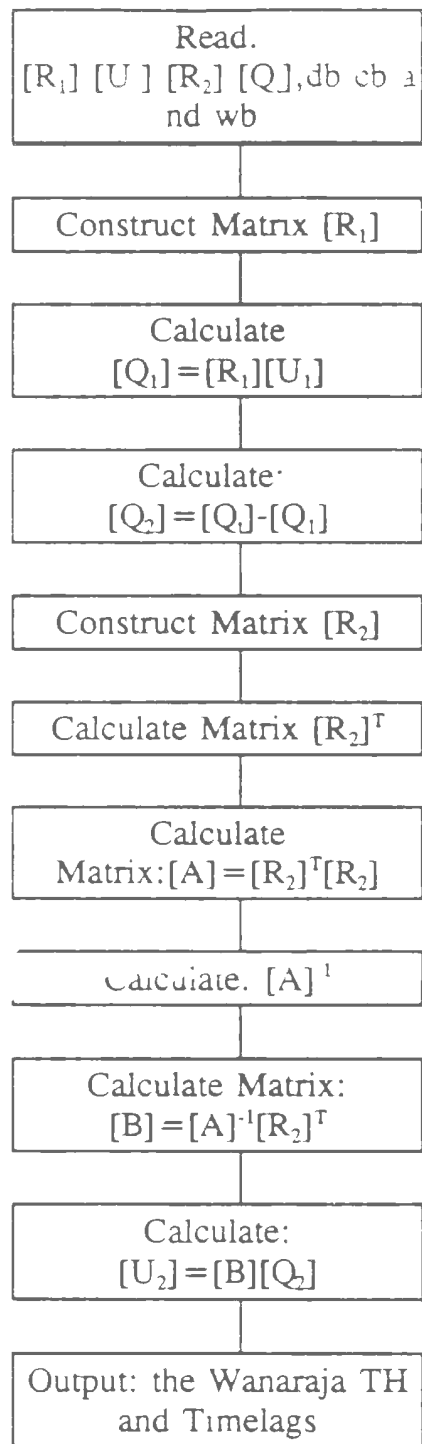 Read.
[R₁] [U ] [R₂] [Q],db cb a
nd wb
Construct Matrix [R₁]
Calculate
[Q₁]=[R₁][U₁]
Calculate·
[Q₂]=[Q]-[Q₁]
Construct Matrix [R₂]
Calculate Matrix [R₂]ᵀ
Calculate
Matrix:[A]=[R₂]ᵀ[R₂]
Calculate. [A]⁻¹
Calculate Matrix:
[B]=[A]⁻¹[R₂]ᵀ
Calculate:
[U₂]=[B][Q₂]
Output: the Wanaraja TH
and Timelags